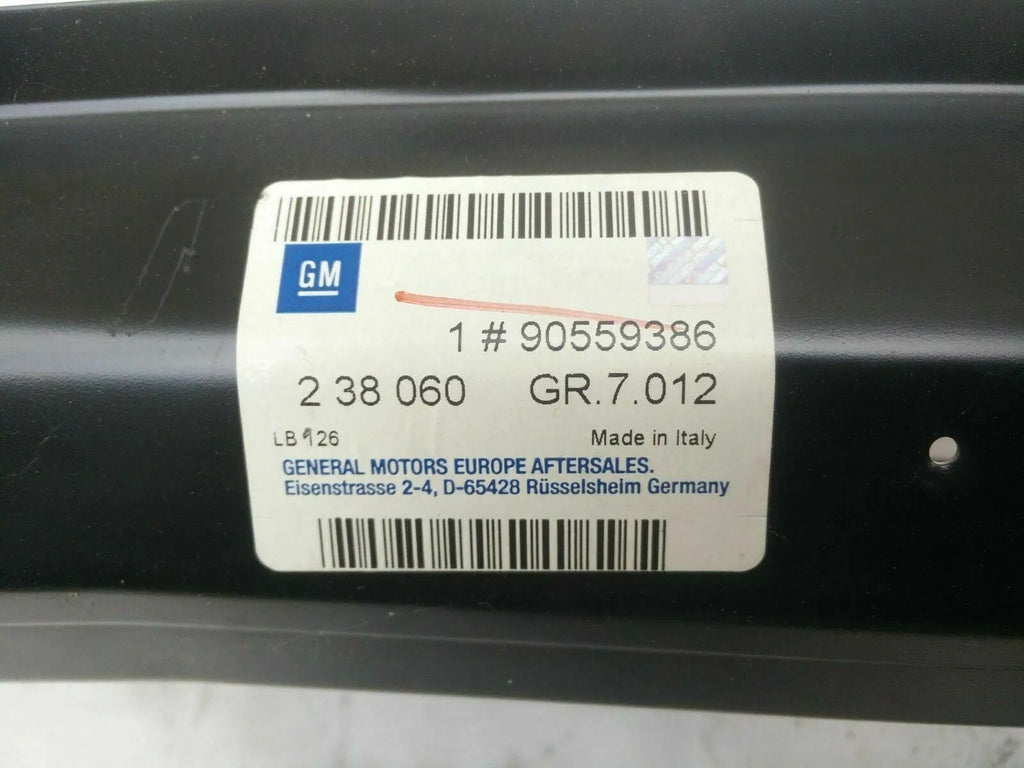 GM
1 # 90559386
2 38 060 GR.7.012
LB 126 Made in Italy
GENERAL MOTORS EUROPE AFTERSALES.
Eisenstrasse 2-4, D-65428 Rüsselsheim Germany